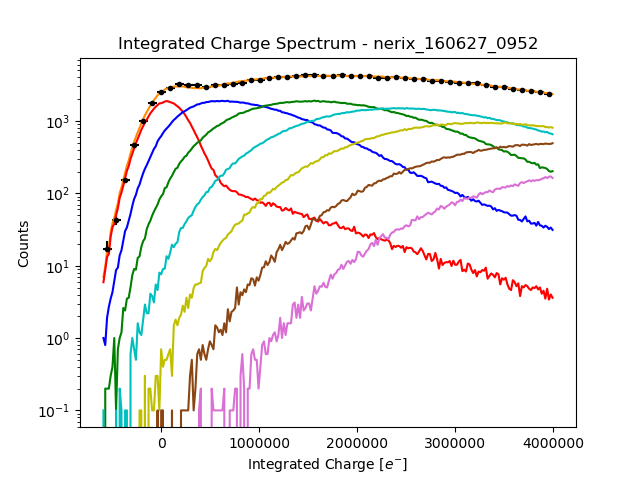 Integrated Charge Spectrum - nerix_160627_0952
Counts
10³
10²
10¹
10⁰
10⁻¹
0 1000000 2000000 3000000 4000000
Integrated Charge [e⁻]